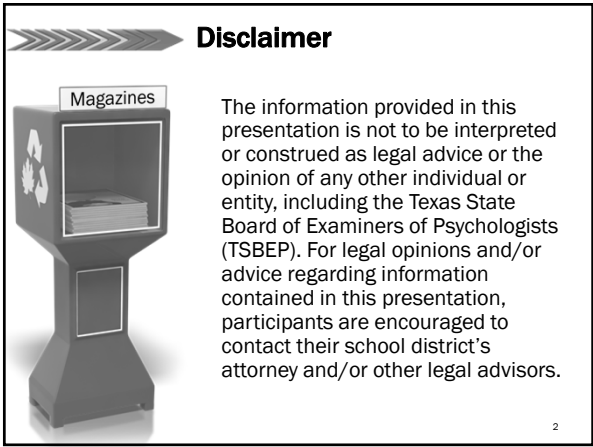 Disclaimer
Magazines
The information provided in this
presentation is not to be interpreted
or construed as legal advice or the
opinion of any other individual or
entity, including the Texas State
Board of Examiners of Psychologists
(TSBEP). For legal opinions and/or
advice regarding information
contained in this presentation,
participants are encouraged to
contact their school district’s
attorney and/or other legal advisors.
2